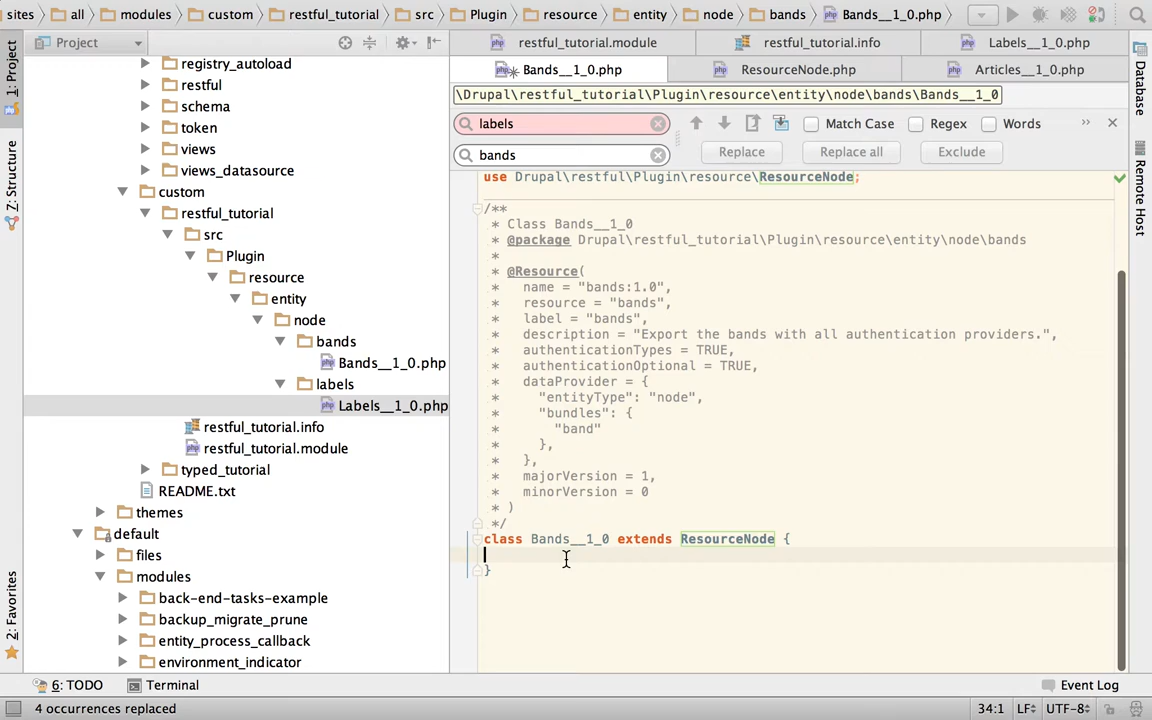 sites
all
modules
custom
restful_tutorial
src
Plugin
resource
entity
node
bands
Bands__1_0.php
1: Project
Z: Structure
2: Favorites
Project
registry_autoload
restful
schema
token
views
views_datasource
custom
restful_tutorial
src
Plugin
resource
entity
node
bands
Bands__1_0.php
labels
Labels__1_0.php
restful_tutorial.info
restful_tutorial.module
typed_tutorial
README.txt
themes
default
files
modules
back-end-tasks-example
backup_migrate_prune
entity_process_callback
environment_indicator
restful_tutorial.module
restful_tutorial.info
Labels__1_0.php
Bands__1_0.php
ResourceNode.php
Articles__1_0.php
\Drupal\restful_tutorial\Plugin\resource\entity\node\bands\Bands__1_0
labels
Match Case
Regex
Words
bands
Replace
Replace all
Exclude
use Drupal\restful\Plugin\resource\ResourceNode;
/**
* Class Bands__1_0
* @package Drupal\restful_tutorial\Plugin\resource\entity\node\bands
*
* @Resource(
*   name = "bands:1.0",
*   resource = "bands",
*   label = "bands",
*   description = "Export the bands with all authentication providers.",
*   authenticationTypes = TRUE,
*   authenticationOptional = TRUE,
*   dataProvider = {
*     "entityType": "node",
*     "bundles": {
*       "band"
*     },
*   },
*   majorVersion = 1,
*   minorVersion = 0
* )
*/
class Bands__1_0 extends ResourceNode {
}
Database
Remote Host
6: TODO
Terminal
Event Log
4 occurrences replaced
34:1
LF
UTF-8